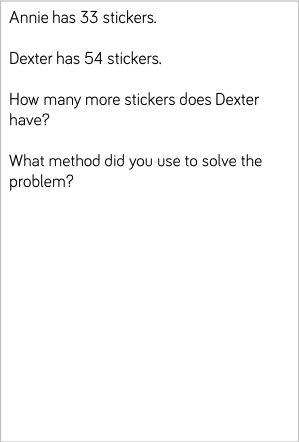 Annie has 33 stickers.
Dexter has 54 stickers.
How many more stickers does Dexter
have?
What method did you use to solve the
problem?